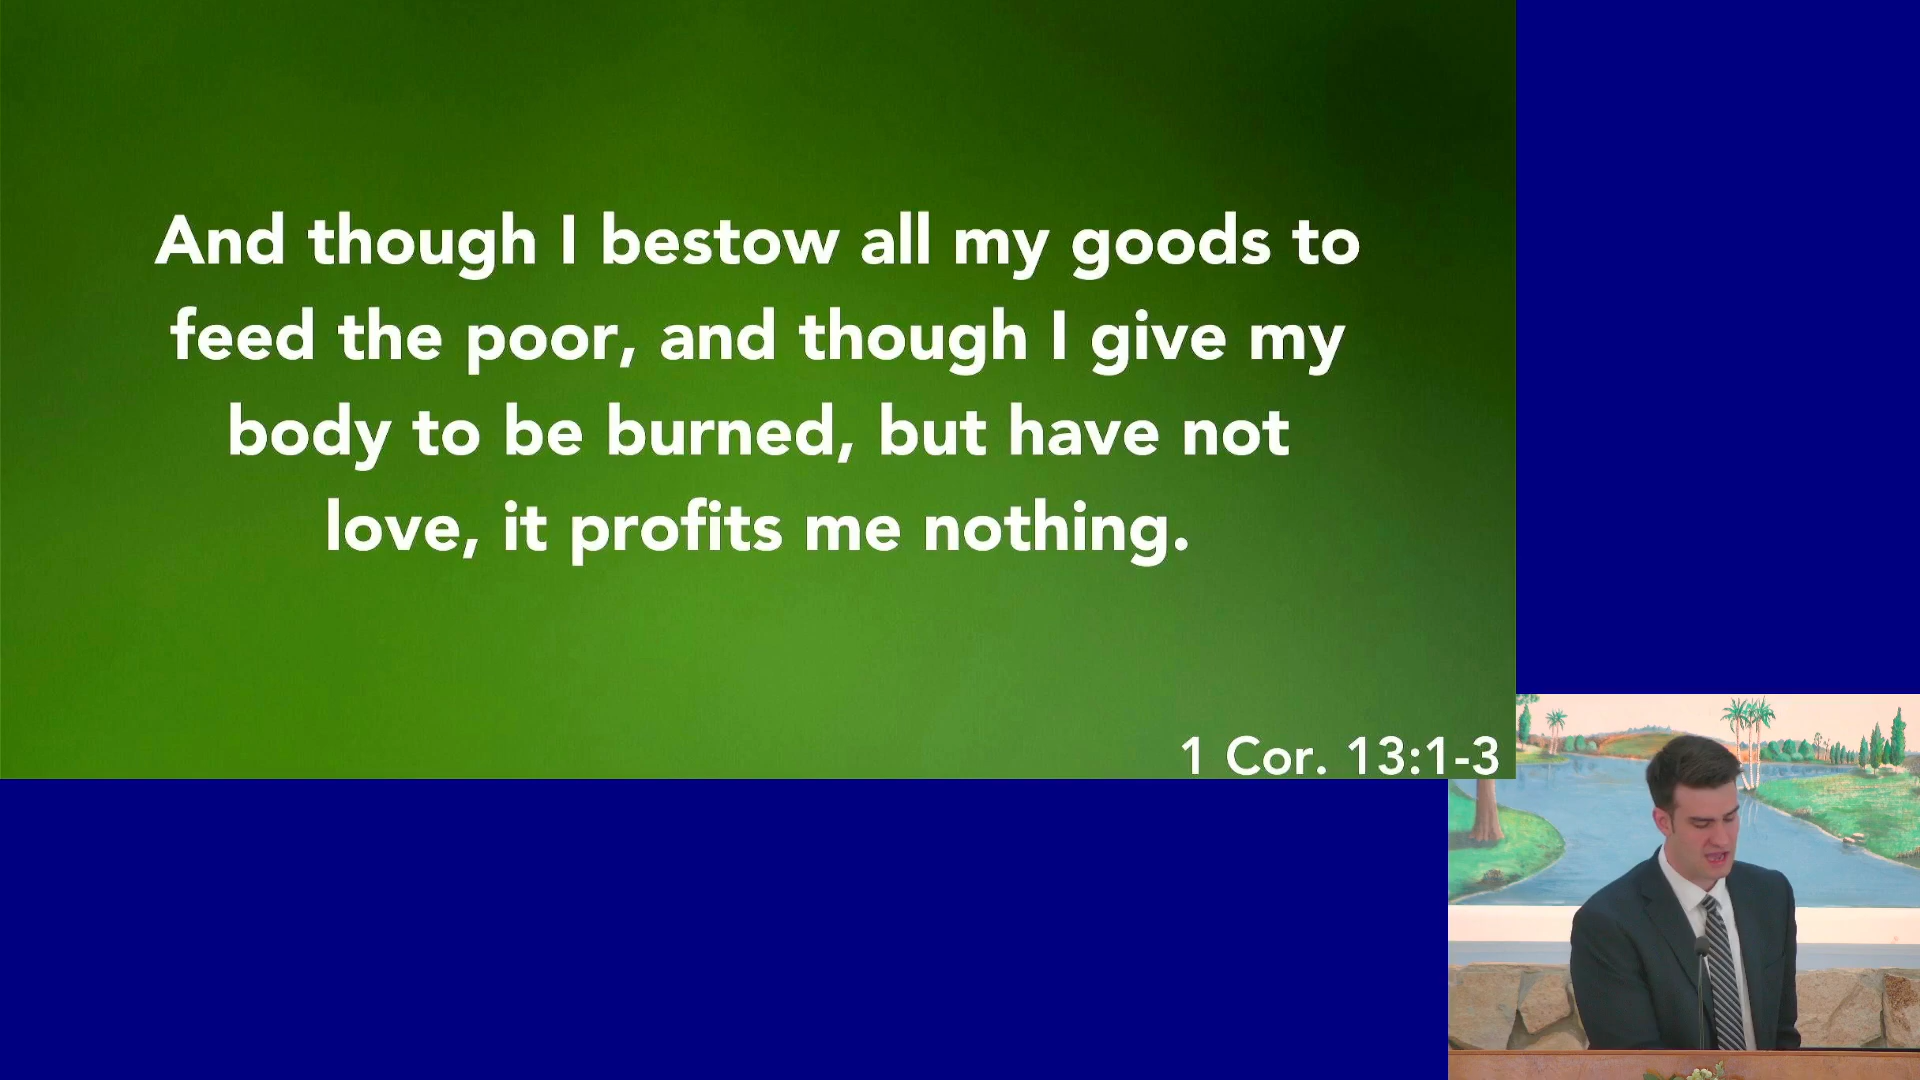 And though I bestow all my goods to
feed the poor, and though I give my
body to be burned, but have not
love, it profits me nothing.
1 Cor. 13:1-3